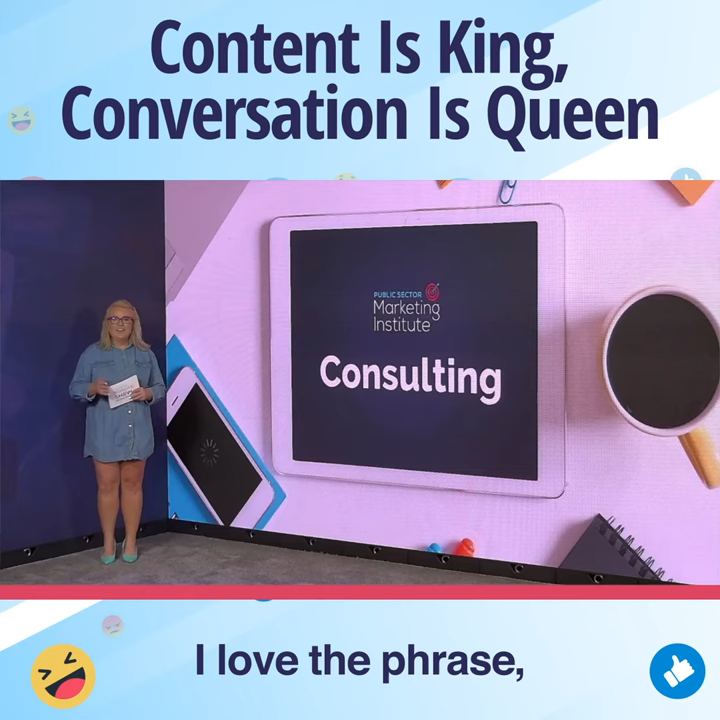 Content Is King,
Conversation Is Queen
PUBLIC SECTOR
Marketing
Institute
Consulting
I love the phrase,